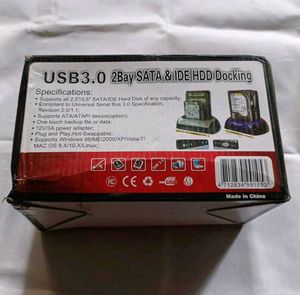 USB3.0 2Bay SATA & IDE HDD Docking
Specifications:
• Supports all 2.5"/3.5" SATA/IDE Hard Disk of any capacity;
• Compliant to Universal Serial Bus 3.0 Specification,
Revision 2.0/1.1;
• Supports ATA/ATAPI device(option);
• One touch backup file or data;
• 12V/3A power adapter;
• Plug and Play,Hot-Swappable;
• Supports Windows 98/ME/2000/XP/Vista/7/
MAC OS 9.X/10.X/Linux;
CE
Made in China